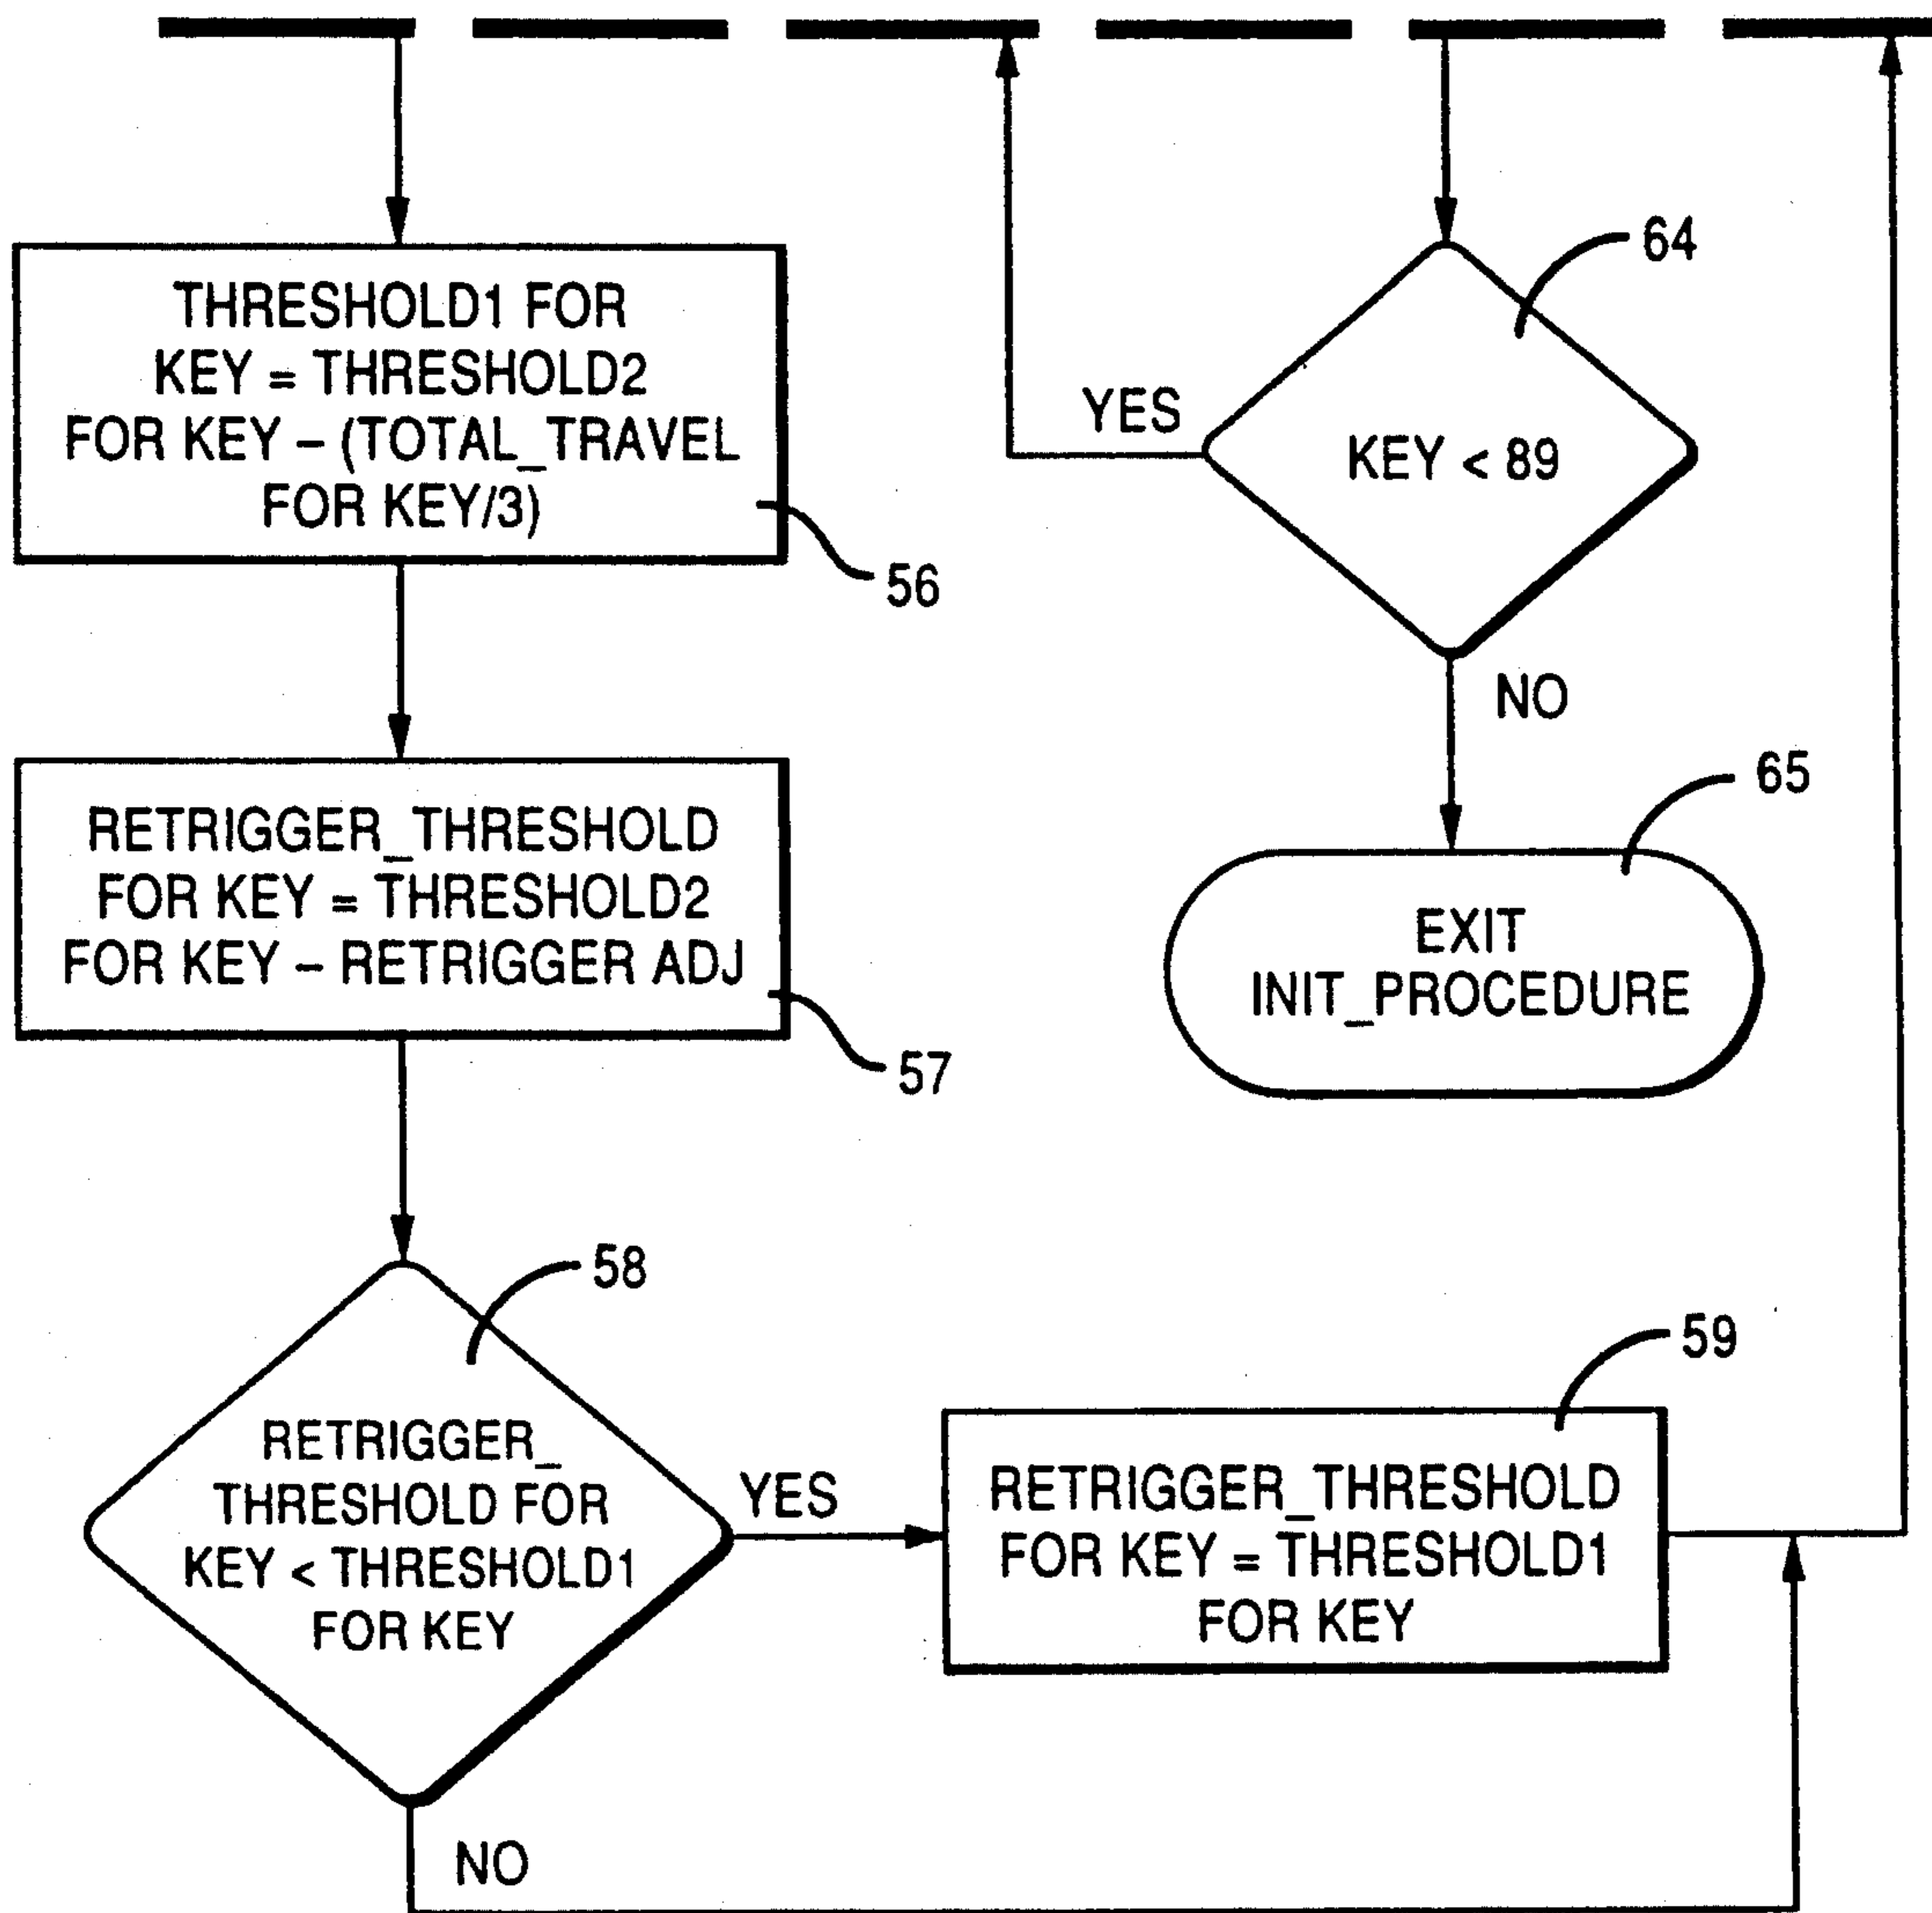 THRESHOLD1 FOR
KEY = THRESHOLD2
FOR KEY – (TOTAL_TRAVEL
FOR KEY/3)
56
RETRIGGER_THRESHOLD
FOR KEY = THRESHOLD2
FOR KEY – RETRIGGER ADJ
57
58
RETRIGGER_
THRESHOLD FOR
KEY < THRESHOLD1
FOR KEY
YES
NO
59
RETRIGGER_THRESHOLD
FOR KEY = THRESHOLD1
FOR KEY
64
KEY < 89
YES
NO
65
EXIT
INIT_PROCEDURE